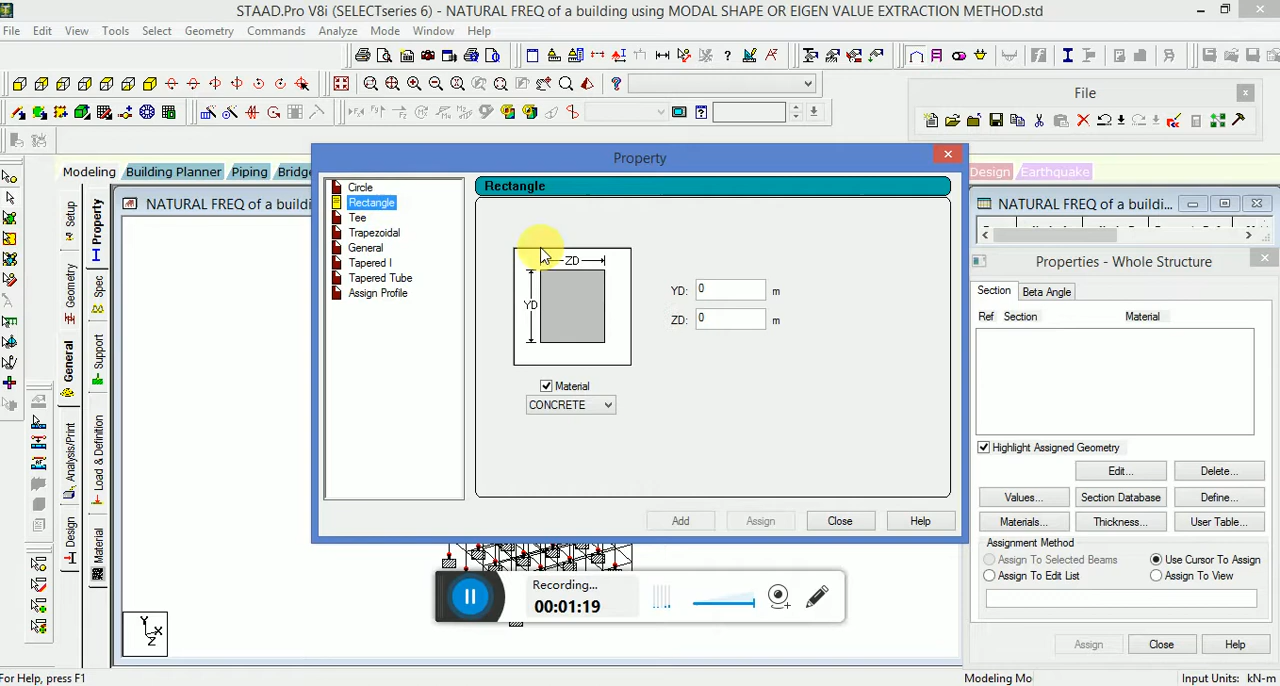 STAAD.Pro V8i (SELECTseries 6) - NATURAL FREQ of a building using MODAL SHAPE OR EIGEN VALUE EXTRACTION METHOD.std
File Edit View Tools Select Geometry Commands Analyze Mode Window Help
File
Modeling Building Planner Piping Bridge
Design Earthquake
NATURAL FREQ of a buildi
NATURAL FREQ of a buildi...
Property
Circle
Rectangle
Tee
Trapezoidal
General
Tapered I
Tapered Tube
Assign Profile
Rectangle
ZD
YD
YD: 0 m
ZD: 0 m
Material
CONCRETE
Add Assign Close Help
Setup
Geometry
General
Analysis/Print
Design
Property
Spec
Support
Load & Definition
Material
Properties - Whole Structure
Section Beta Angle
Ref Section Material
Highlight Assigned Geometry
Edit... Delete...
Values... Section Database Define...
Materials... Thickness... User Table...
Assignment Method
Assign To Selected Beams Use Cursor To Assign
Assign To Edit List Assign To View
Assign Close Help
Recording...
00:01:19
Y
X
Z
For Help, press F1
Modeling Mo Input Units: kN-m